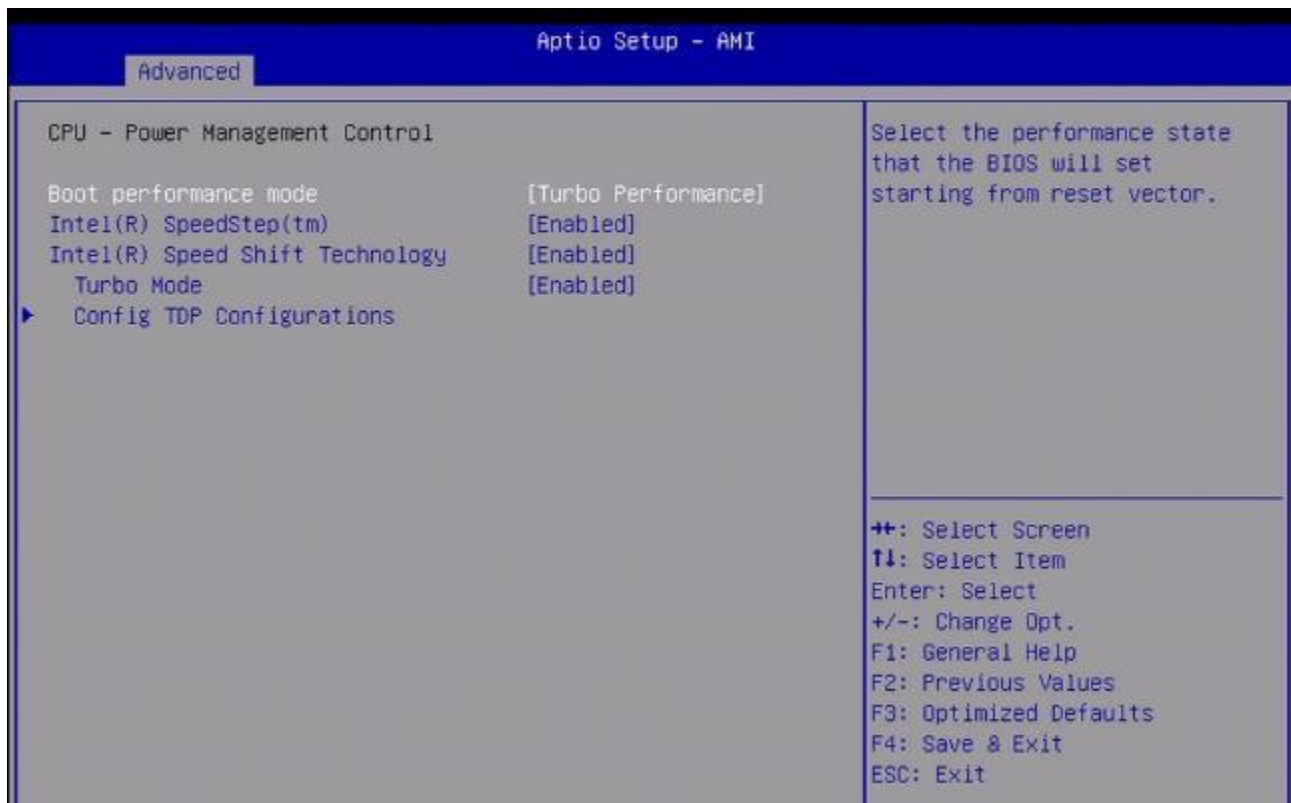 Aptio Setup – AMI
Advanced
CPU – Power Management Control
Boot performance mode [Turbo Performance]
Intel(R) SpeedStep(tm) [Enabled]
Intel(R) Speed Shift Technology [Enabled]
Turbo Mode [Enabled]
Config TDP Configurations
Select the performance state
that the BIOS will set
starting from reset vector.
→←: Select Screen
↑↓: Select Item
Enter: Select
+/-: Change Opt.
F1: General Help
F2: Previous Values
F3: Optimized Defaults
F4: Save & Exit
ESC: Exit